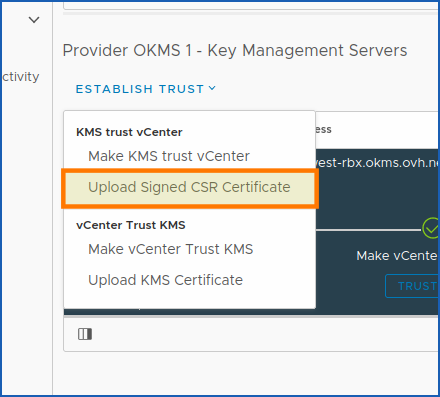 Provider OKMS 1 - Key Management Servers
ctivity
ESTABLISH TRUST
KMS trust vCenter
ess
Make KMS trust vCenter
west-rbx.okms.ovh.ne
Upload Signed CSR Certificate
vCenter Trust KMS
Make vCenter Trust KMS
Make vCente
Upload KMS Certificate
TRUST